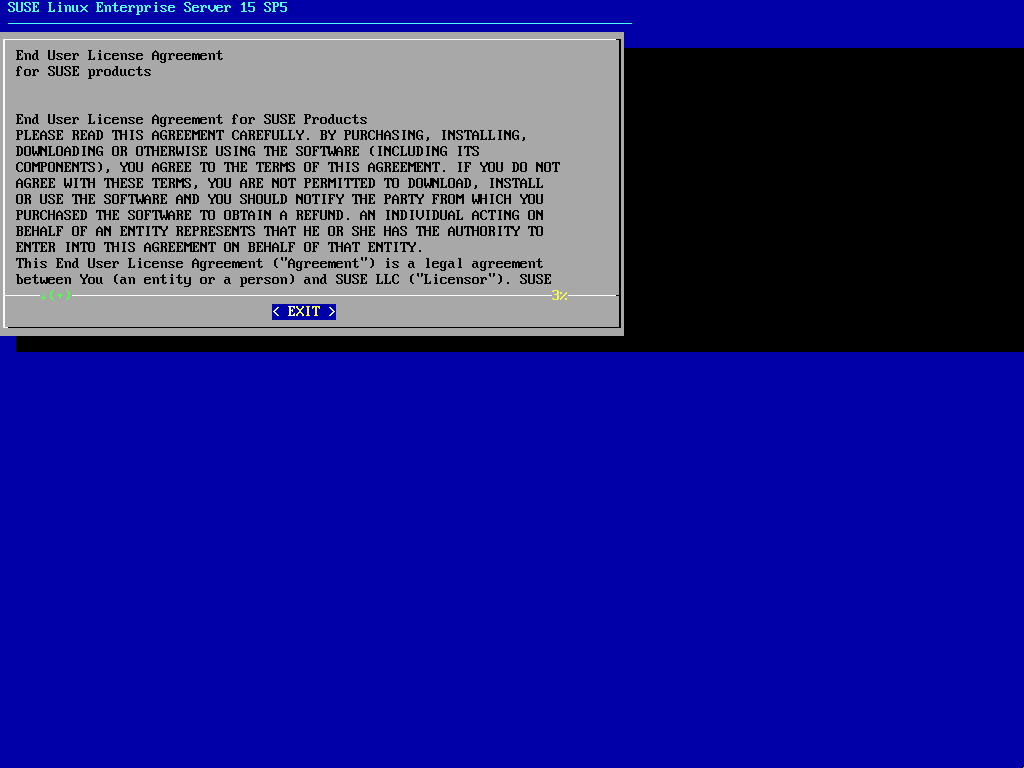 SUSE Linux Enterprise Server 15 SP5
End User License Agreement
for SUSE products
End User License Agreement for SUSE Products
PLEASE READ THIS AGREEMENT CAREFULLY. BY PURCHASING, INSTALLING,
DOWNLOADING OR OTHERWISE USING THE SOFTWARE (INCLUDING ITS
COMPONENTS), YOU AGREE TO THE TERMS OF THIS AGREEMENT. IF YOU DO NOT
AGREE WITH THESE TERMS, YOU ARE NOT PERMITTED TO DOWNLOAD, INSTALL
OR USE THE SOFTWARE AND YOU SHOULD NOTIFY THE PARTY FROM WHICH YOU
PURCHASED THE SOFTWARE TO OBTAIN A REFUND. AN INDIVIDUAL ACTING ON
BEHALF OF AN ENTITY REPRESENTS THAT HE OR SHE HAS THE AUTHORITY TO
ENTER INTO THIS AGREEMENT ON BEHALF OF THAT ENTITY.
This End User License Agreement ("Agreement") is a legal agreement
between You (an entity or a person) and SUSE LLC ("Licensor"). SUSE
3%
< EXIT >